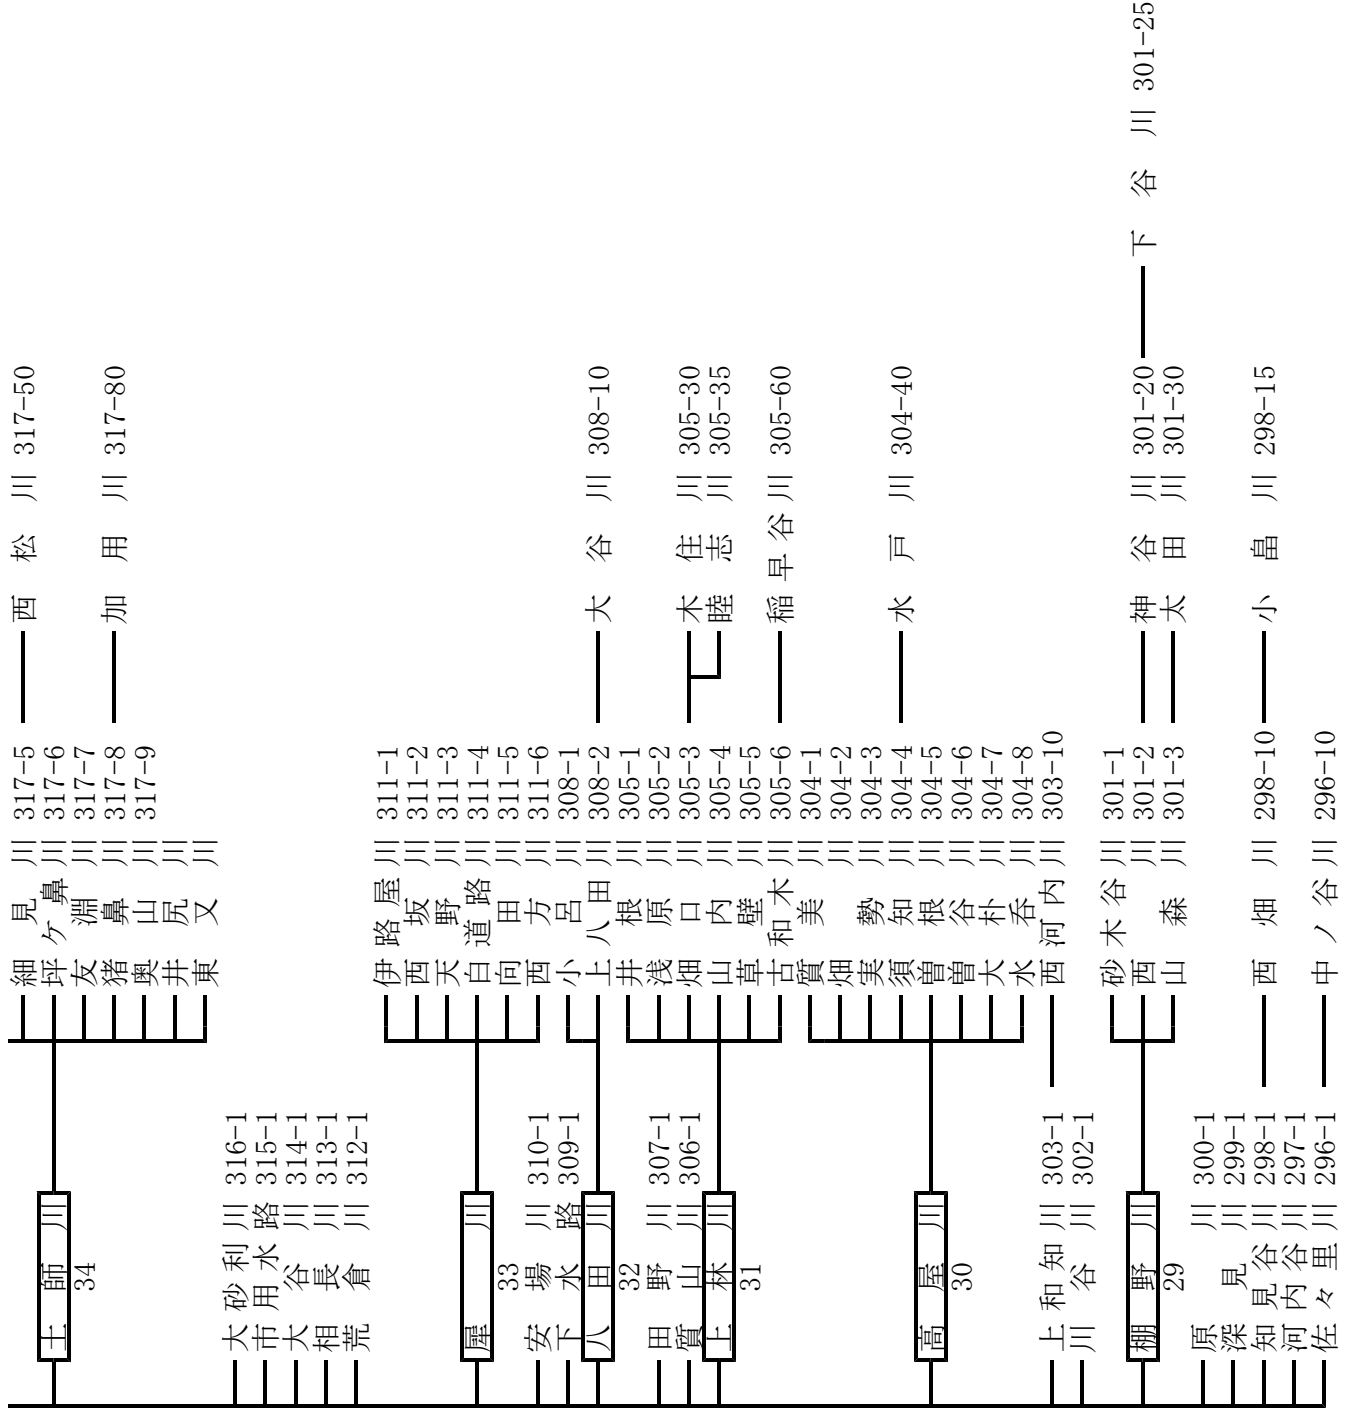 細見川 317-5 西松川 317-50
土師川 坪ケ鼻川 317-6
34 友淵川 317-7
猪鼻川 317-8 加用川 317-80
奥山川 317-9
井尻川
東又川
大砂利川 316-1
市用水路 315-1
大谷川 314-1
相長川 313-1
荒倉川 312-1
伊路屋川 311-1
西坂川 311-2
天野川 311-3
犀川 白道路川 311-4
33 向田川 311-5
安場川 310-1 西方川 311-6
下水路 309-1 小呂川 308-1
八田川 上八田川 308-2 大谷川 308-10
32 井根川 305-1
田野川 307-1 浅原川 305-2
質山川 306-1 畑口川 305-3 木住川 305-30
上林川 山内川 305-4 睦志川 305-35
31 草壁川 305-5
古和木川 305-6 稲早谷川 305-60
質美川 304-1
畑川 304-2
実勢川 304-3
須知川 304-4 水戸川 304-40
高屋川 曽根川 304-5
30 曽谷川 304-6
大朴川 304-7
水呑川 304-8
上和知川 303-1 西河内川 303-10
川谷川 302-1
砂木谷川 301-1
棚野川 西川 301-2 神谷川 301-20 下谷川 301-25
29 山森川 301-3 太田川 301-30
原川 300-1
深見川 299-1
知見谷川 298-1 西畑川 298-10 小畠川 298-15
河内谷川 297-1
佐々里川 296-1 中ノ谷川 296-10